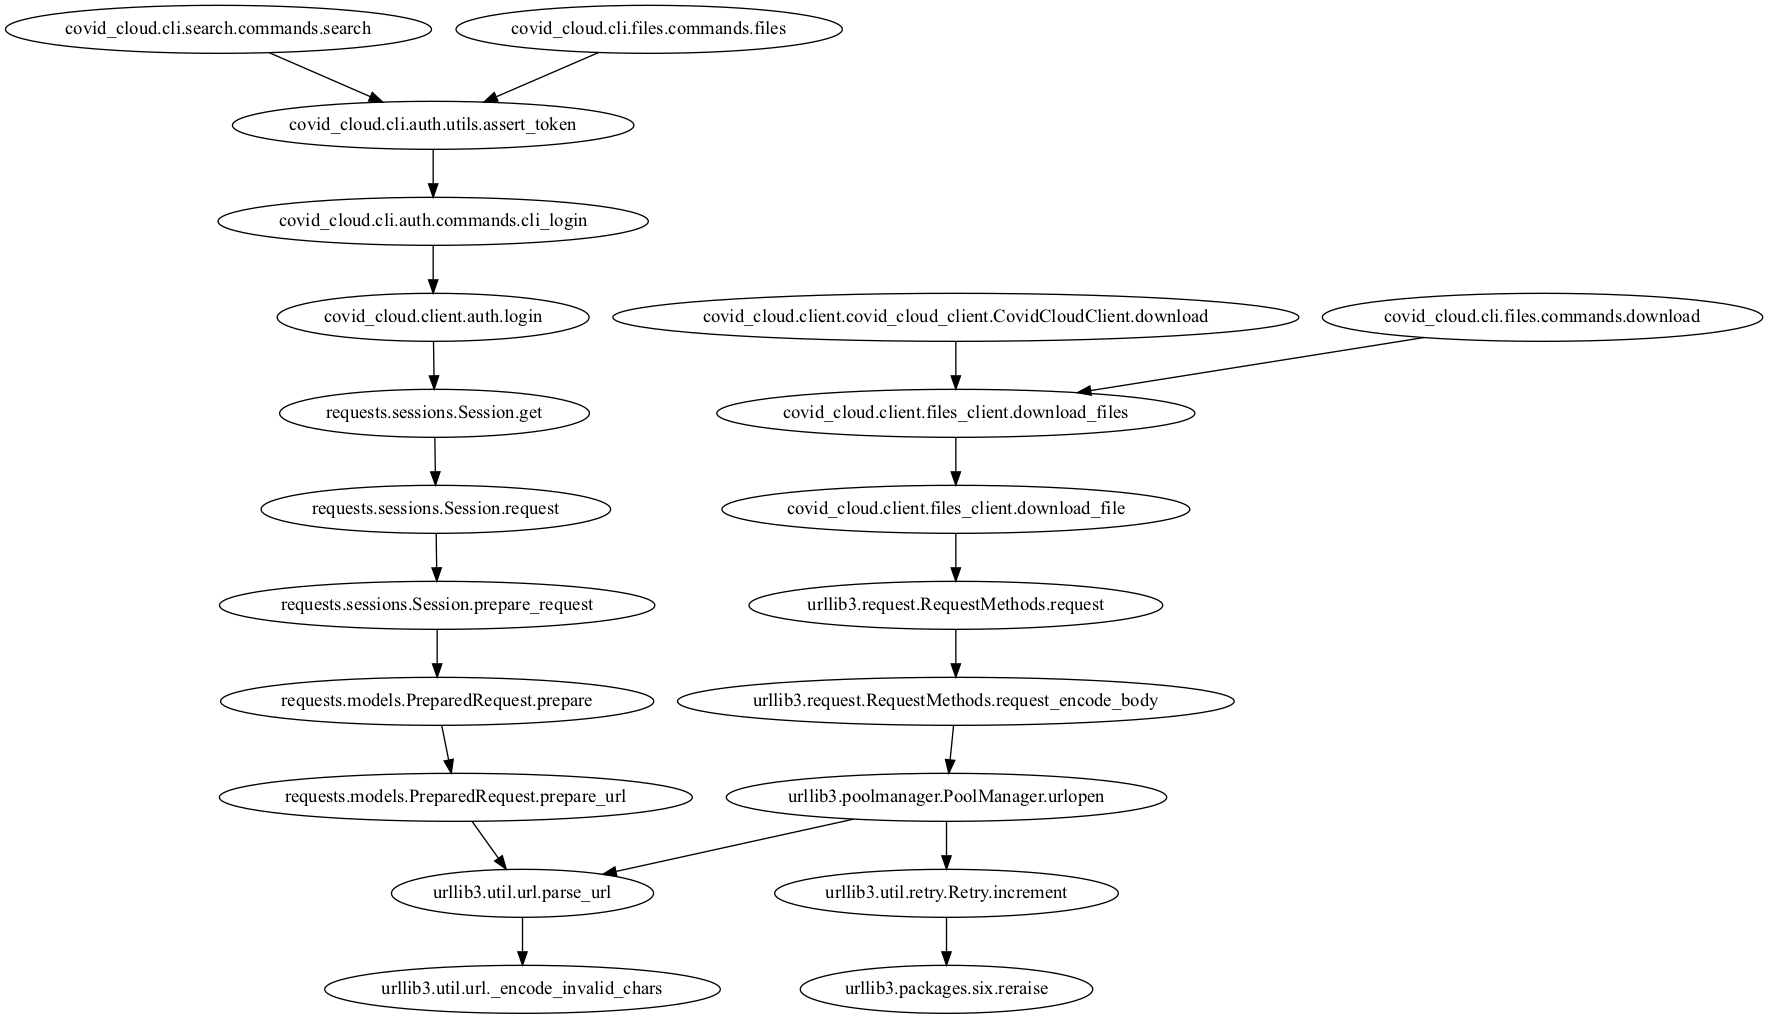 covid_cloud.cli.search.commands.search
covid_cloud.cli.files.commands.files
covid_cloud.cli.auth.utils.assert_token
covid_cloud.cli.auth.commands.cli_login
covid_cloud.client.auth.login
covid_cloud.client.covid_cloud_client.CovidCloudClient.download
covid_cloud.cli.files.commands.download
requests.sessions.Session.get
covid_cloud.client.files_client.download_files
requests.sessions.Session.request
covid_cloud.client.files_client.download_file
requests.sessions.Session.prepare_request
urllib3.request.RequestMethods.request
requests.models.PreparedRequest.prepare
urllib3.request.RequestMethods.request_encode_body
requests.models.PreparedRequest.prepare_url
urllib3.poolmanager.PoolManager.urlopen
urllib3.util.url.parse_url
urllib3.util.retry.Retry.increment
urllib3.util.url._encode_invalid_chars
urllib3.packages.six.reraise